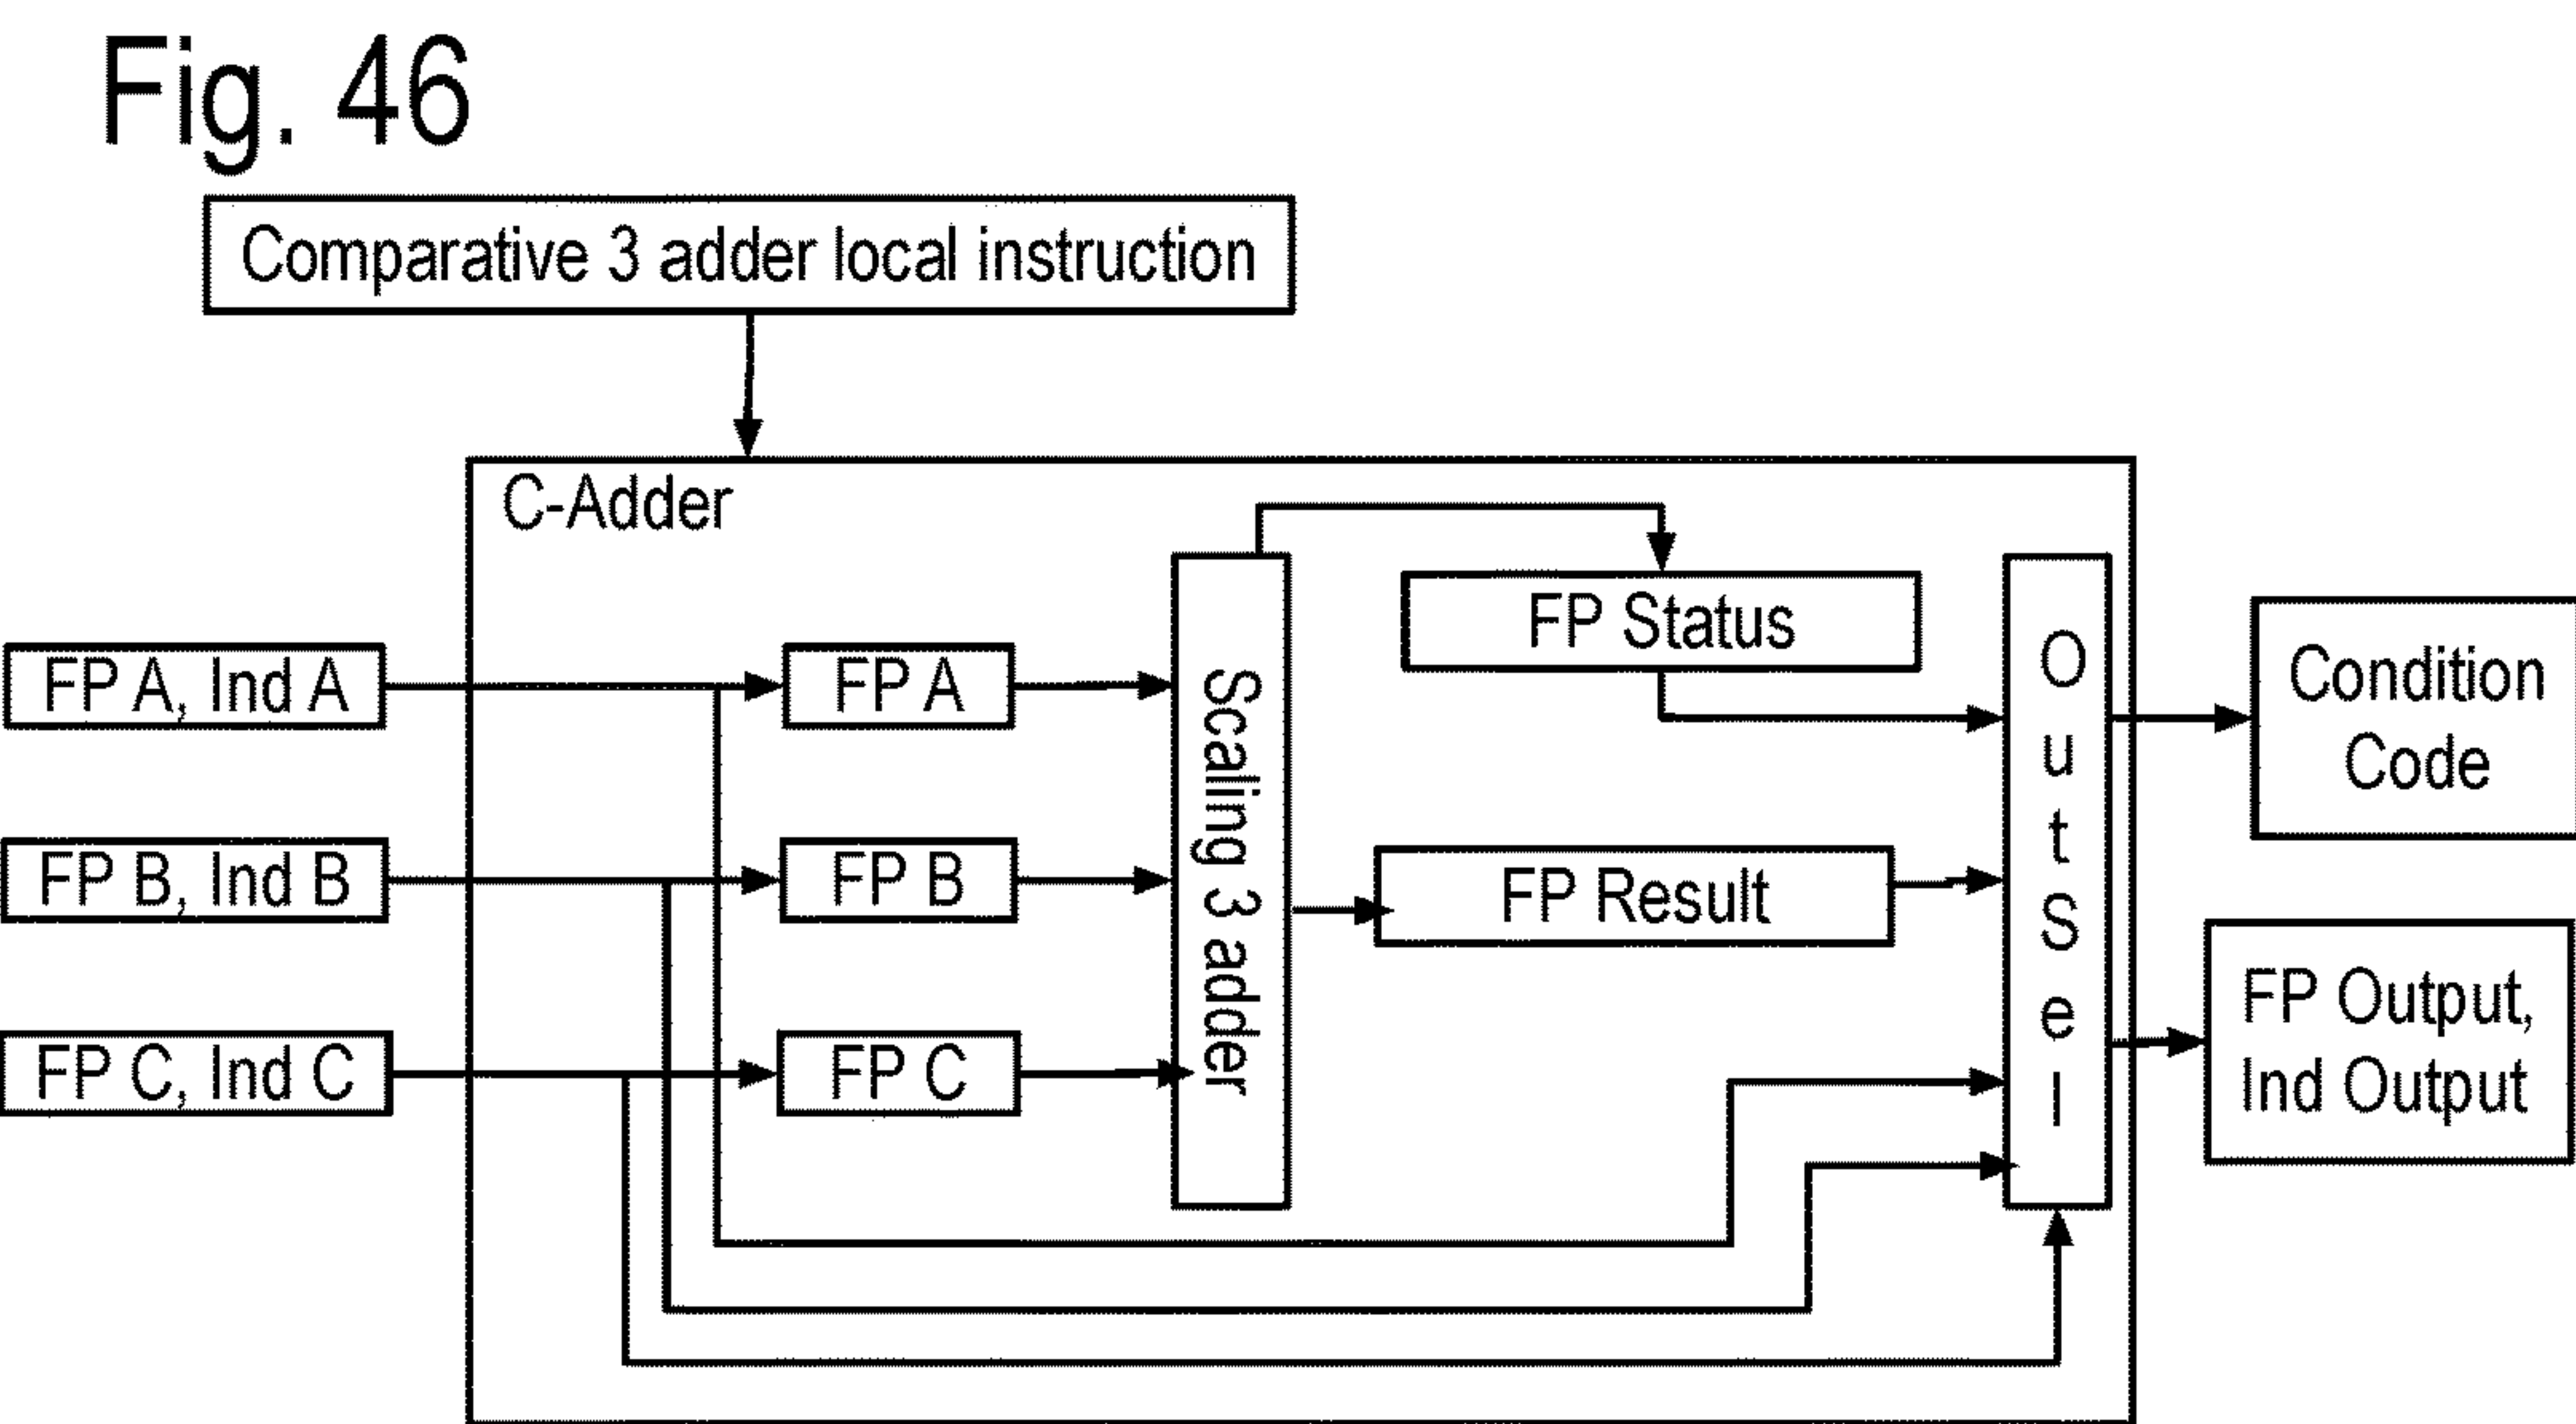 Fig. 46
Comparative 3 adder local instruction
C-Adder
FP A, Ind A
FP A
FP B, Ind B
FP B
FP C, Ind C
FP C
Scaling 3 adder
FP Status
FP Result
OutSel
Condition
Code
FP Output,
Ind Output